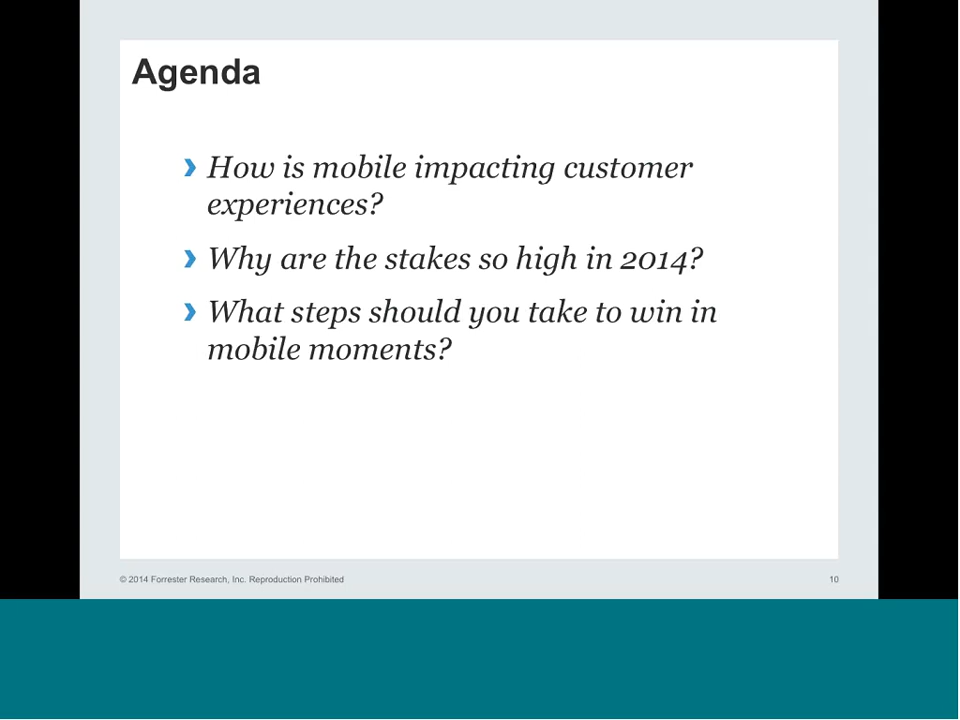 Agenda
› How is mobile impacting customer
experiences?
› Why are the stakes so high in 2014?
› What steps should you take to win in
mobile moments?
© 2014 Forrester Research, Inc. Reproduction Prohibited
10